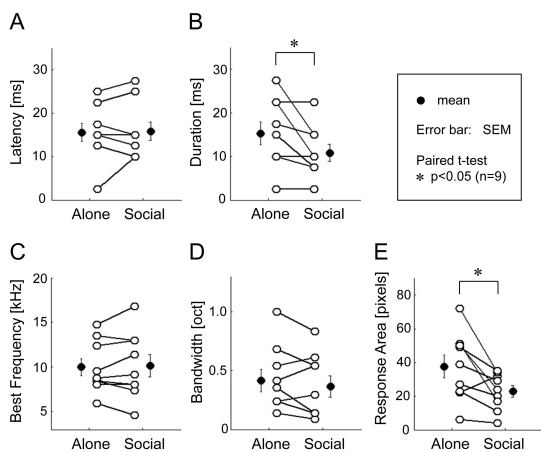 A
Latency [ms]
30
20
10
0
Alone Social
B
*
Duration [ms]
30
20
10
0
Alone Social
mean
Error bar: SEM
Paired t-test
* p<0.05 (n=9)
C
Best Frequency [kHz]
20
15
10
5
Alone Social
D
Bandwidth [oct]
1.0
0.5
0
Alone Social
E
*
Response Area [pixels]
80
60
40
20
0
Alone Social